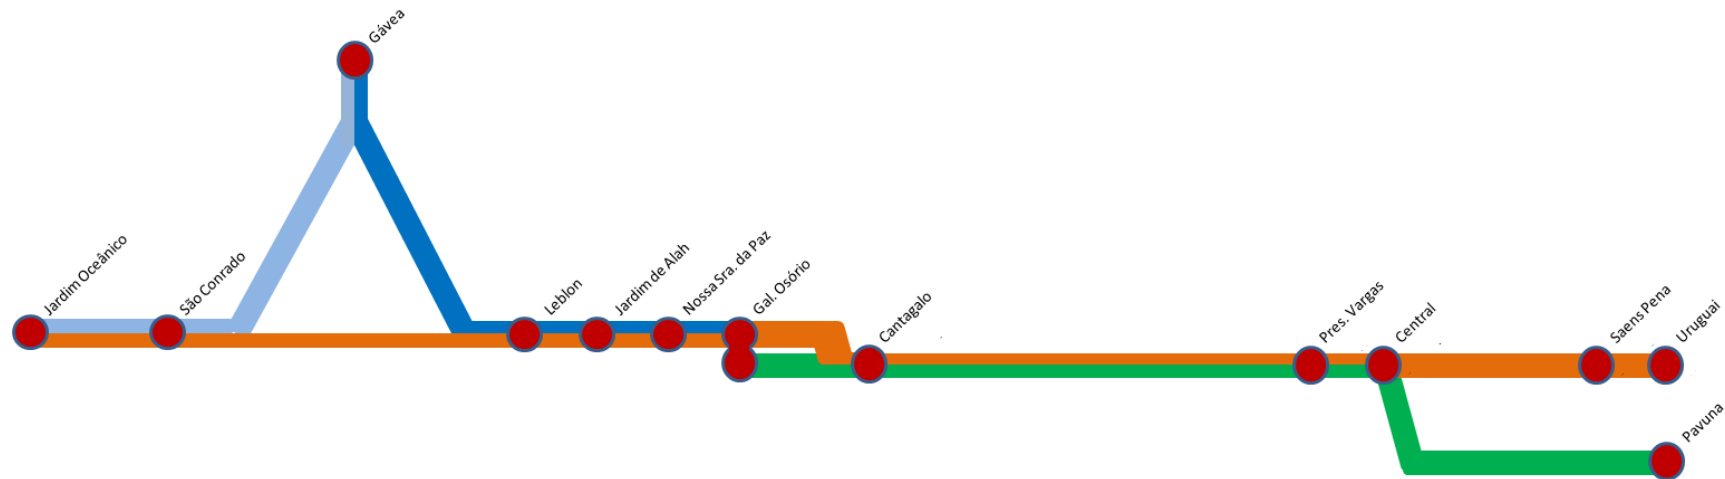 Gávea
Jardim Oceânico
São Conrado
Leblon
Jardim de Alah
Nossa Sra. da Paz
Gal. Osório
Cantagalo
Pres. Vargas
Central
Saens Pena
Uruguai
Pavuna